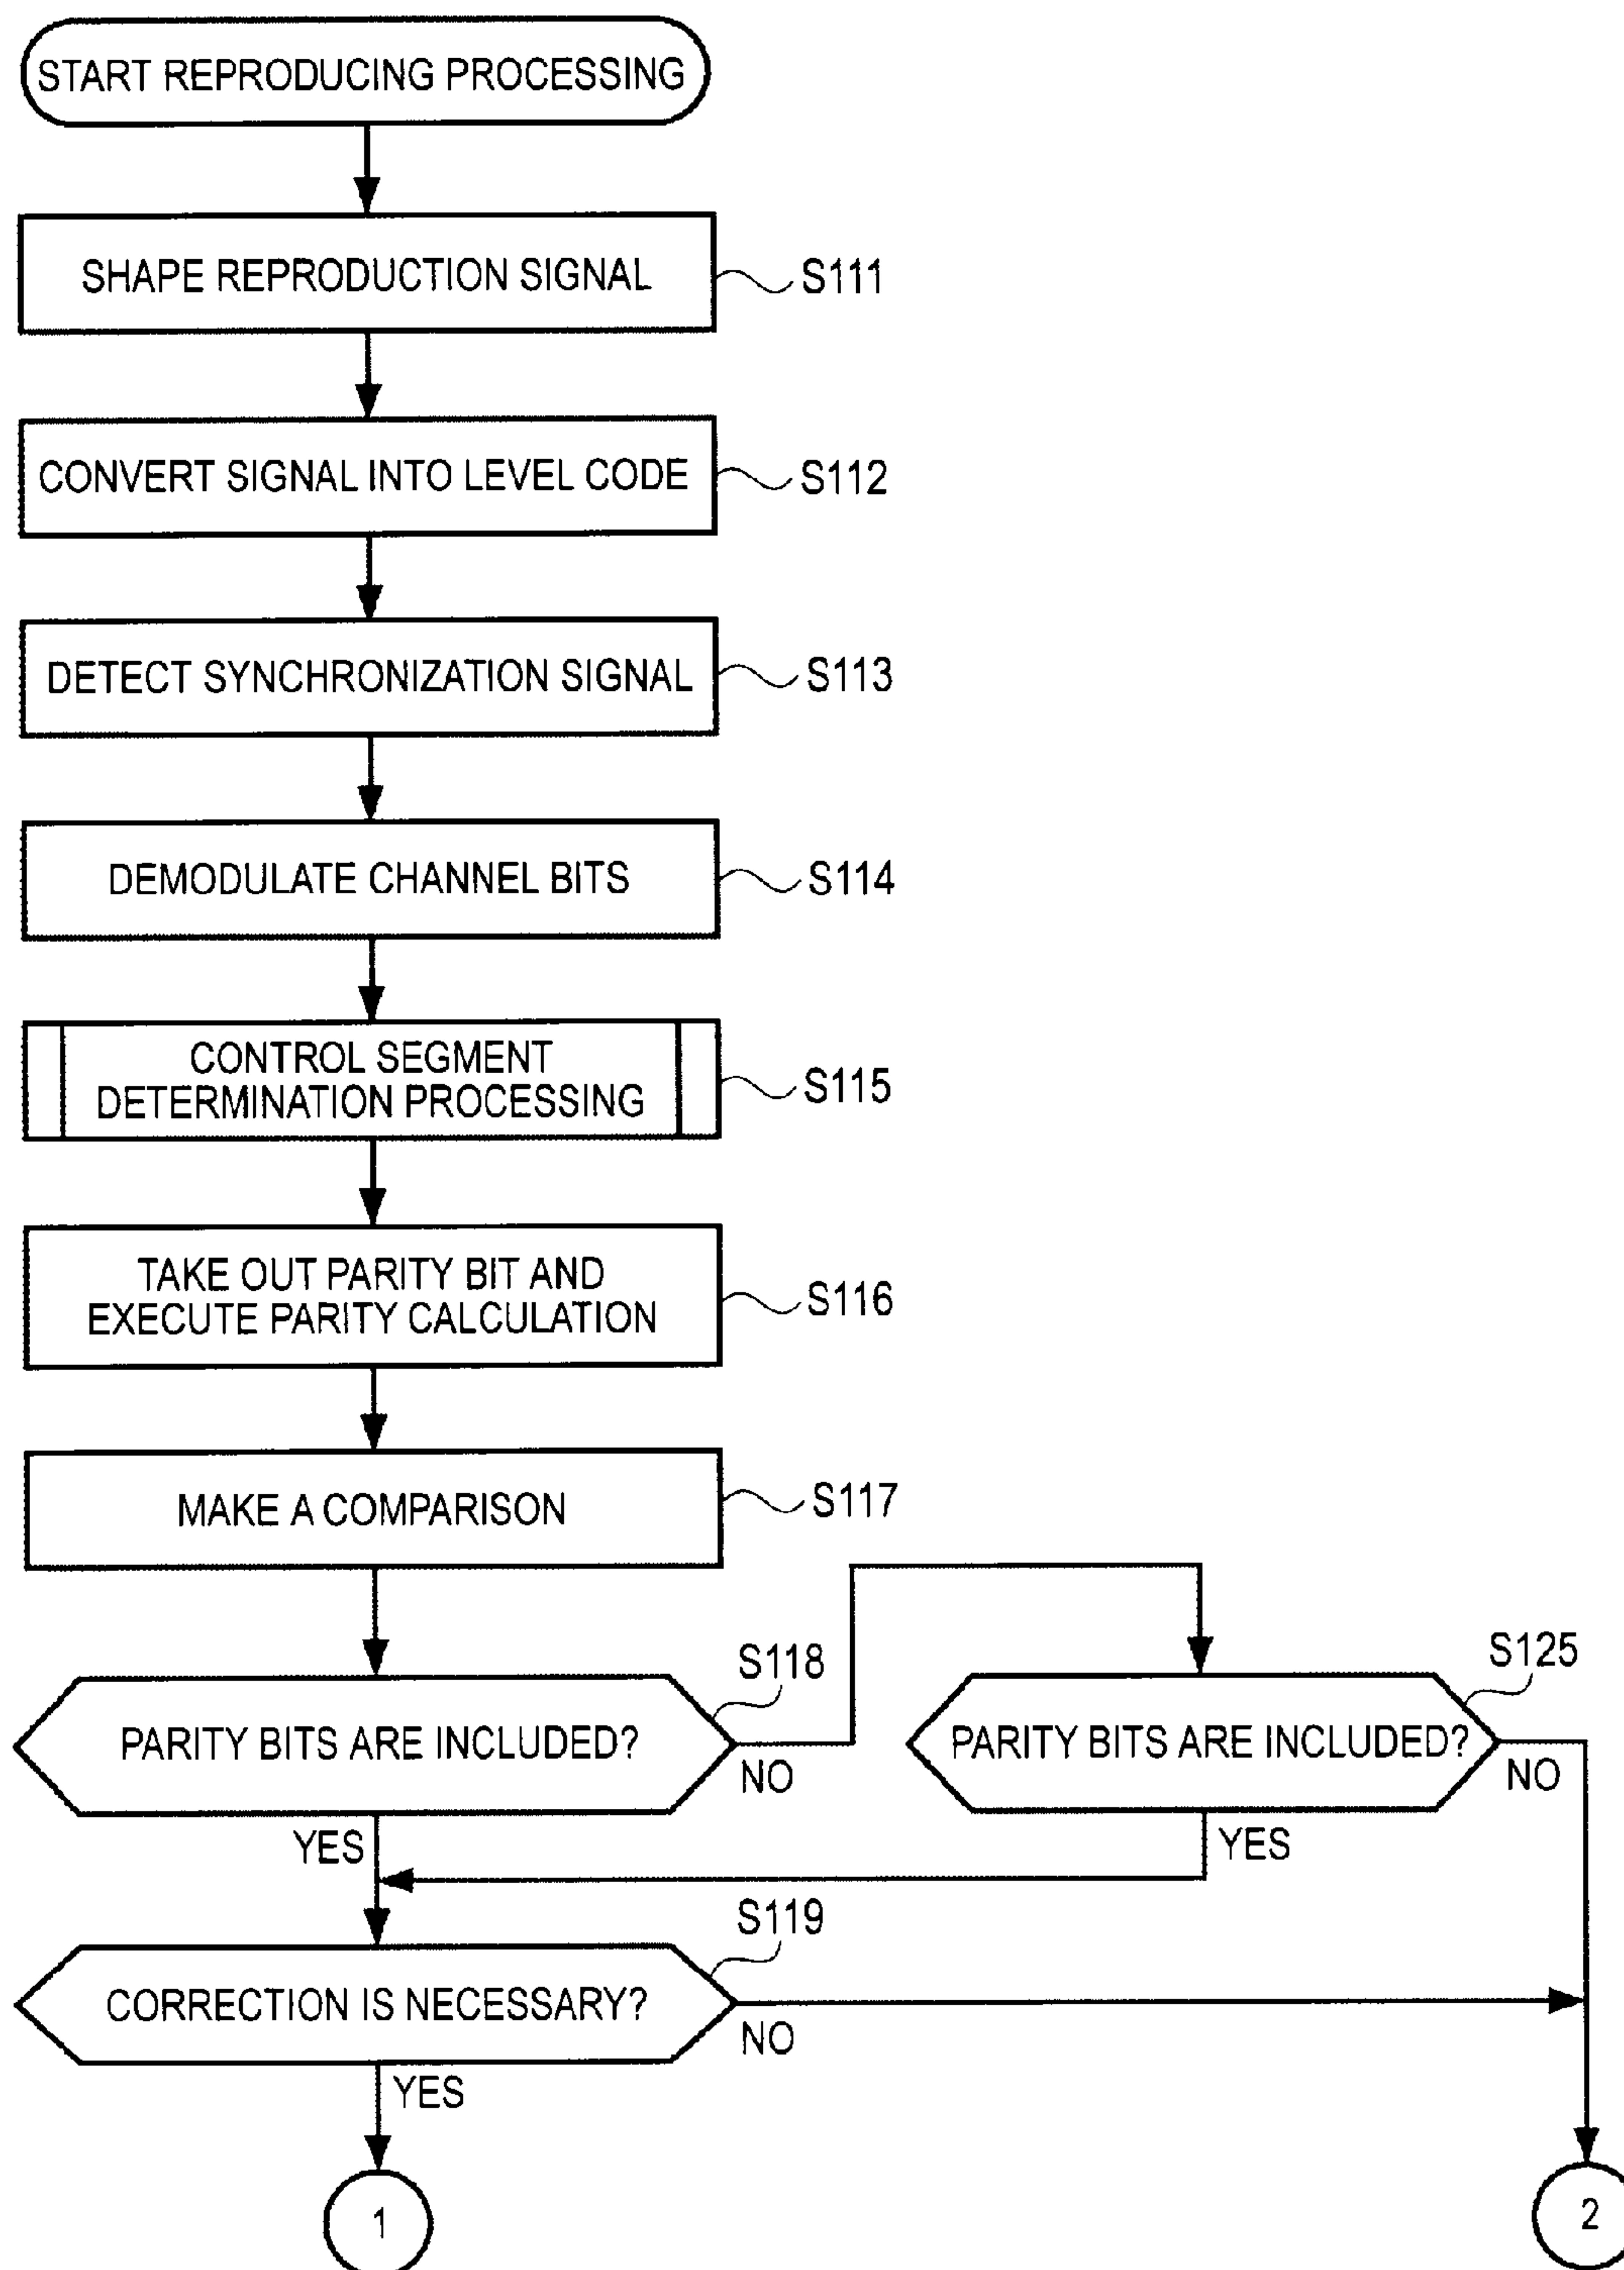 START REPRODUCING PROCESSING
SHAPE REPRODUCTION SIGNAL
S111
CONVERT SIGNAL INTO LEVEL CODE
S112
DETECT SYNCHRONIZATION SIGNAL
S113
DEMODULATE CHANNEL BITS
S114
CONTROL SEGMENT
DETERMINATION PROCESSING
S115
TAKE OUT PARITY BIT AND
EXECUTE PARITY CALCULATION
S116
MAKE A COMPARISON
S117
S118
PARITY BITS ARE INCLUDED?
NO
YES
S125
PARITY BITS ARE INCLUDED?
NO
YES
S119
CORRECTION IS NECESSARY?
NO
YES
1
2